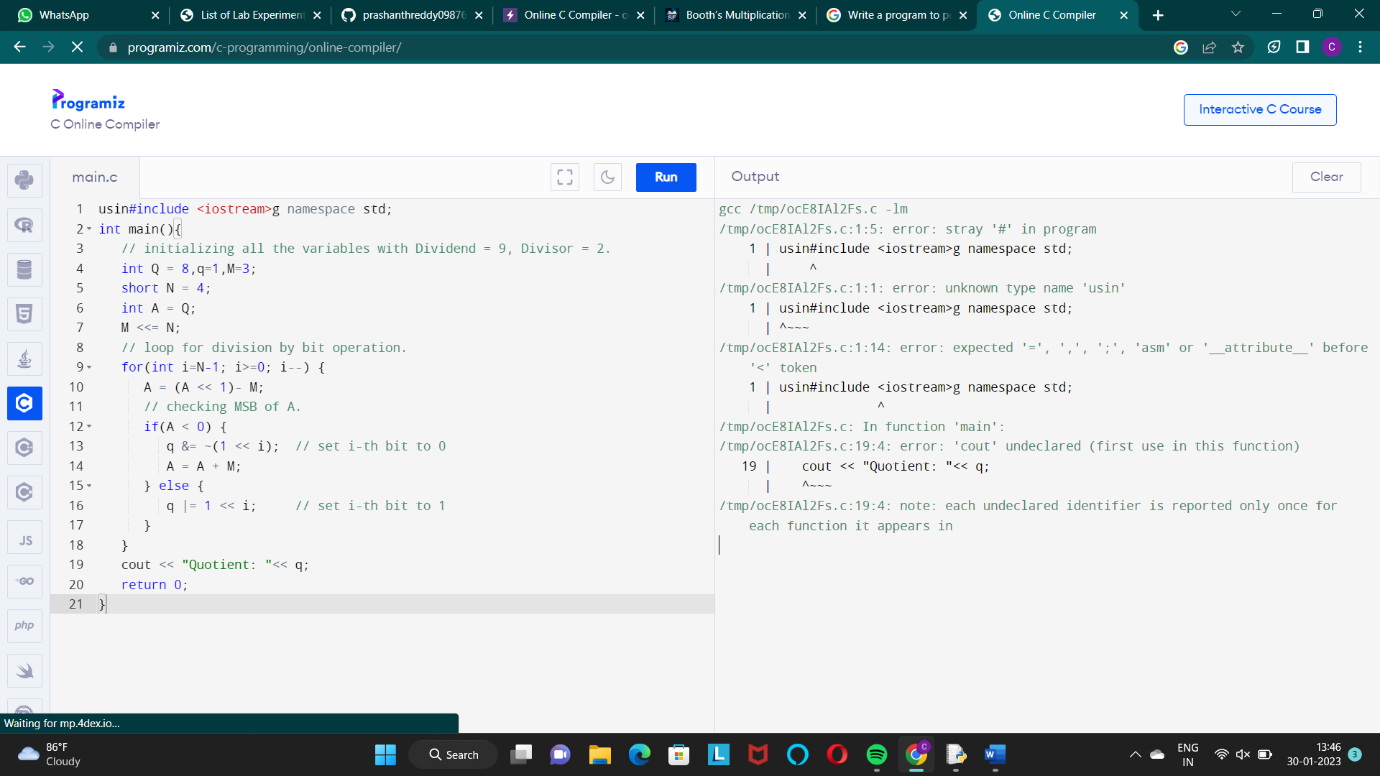 WhatsApp
List of Lab Experiment
prashanthreddy09876
Online C Compiler - o
Booth's Multiplication
Write a program to p
Online C Compiler
programiz.com/c-programming/online-compiler/
C
Programiz
C Online Compiler
Interactive C Course
main.c
Run
Output
Clear
1 usin#include <iostream>g namespace std;
2 int main(){
3 // initializing all the variables with Dividend = 9, Divisor = 2.
4 int Q = 8,q=1,M=3;
5 short N = 4;
6 int A = Q;
7 M <<= N;
8 // loop for division by bit operation.
9 for(int i=N-1; i>=0; i--) {
10 A = (A << 1)- M;
11 // checking MSB of A.
12 if(A < 0) {
13 q &= ~(1 << i); // set i-th bit to 0
14 A = A + M;
15 } else {
16 q |= 1 << i; // set i-th bit to 1
17 }
18 }
19 cout << "Quotient: "<< q;
20 return 0;
21 }
gcc /tmp/ocE8IAl2Fs.c -lm
/tmp/ocE8IAl2Fs.c:1:5: error: stray '#' in program
1 | usin#include <iostream>g namespace std;
| ^
/tmp/ocE8IAl2Fs.c:1:1: error: unknown type name 'usin'
1 | usin#include <iostream>g namespace std;
| ^~~~
/tmp/ocE8IAl2Fs.c:1:14: error: expected '=', ',', ';', 'asm' or '__attribute__' before
'<' token
1 | usin#include <iostream>g namespace std;
| ^
/tmp/ocE8IAl2Fs.c: In function 'main':
/tmp/ocE8IAl2Fs.c:19:4: error: 'cout' undeclared (first use in this function)
19 | cout << "Quotient: "<< q;
| ^~~~
/tmp/ocE8IAl2Fs.c:19:4: note: each undeclared identifier is reported only once for
each function it appears in
JS
GO
php
Waiting for mp.4dex.io...
86°F
Cloudy
Search
ENG
IN
13:46
30-01-2023
3